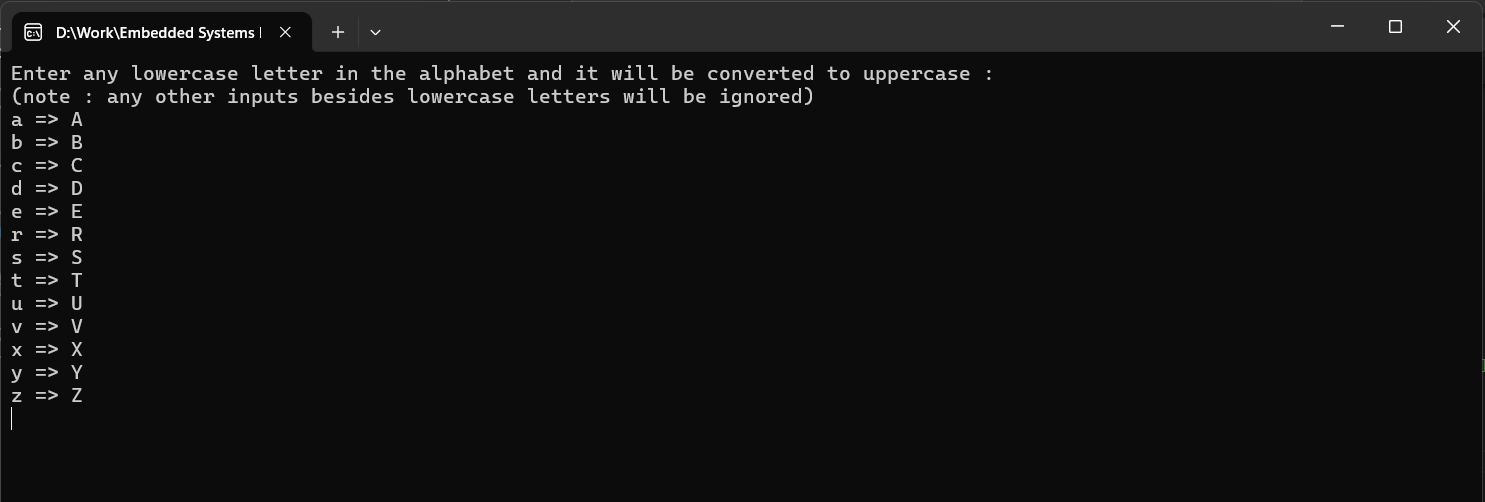 D:\Work\Embedded Systems
Enter any lowercase letter in the alphabet and it will be converted to uppercase :
(note : any other inputs besides lowercase letters will be ignored)
a => A
b => B
c => C
d => D
e => E
r => R
s => S
t => T
u => U
v => V
x => X
y => Y
z => Z